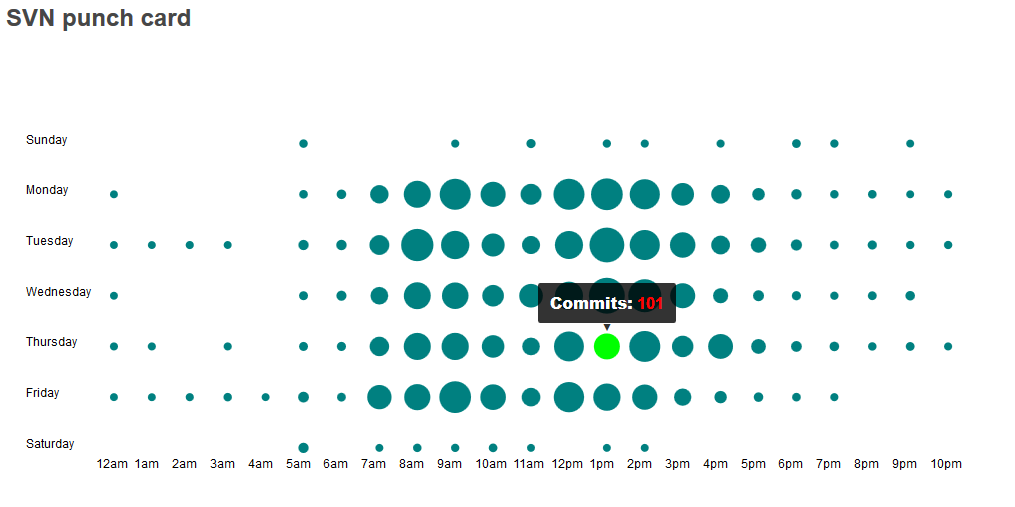 SVN punch card
Sunday
Monday
Tuesday
Wednesday
Commits: 101
Thursday
Friday
Saturday
12am 1am 2am 3am 4am 5am 6am 7am 8am 9am 10am 11am 12pm 1pm 2pm 3pm 4pm 5pm 6pm 7pm 8pm 9pm 10pm